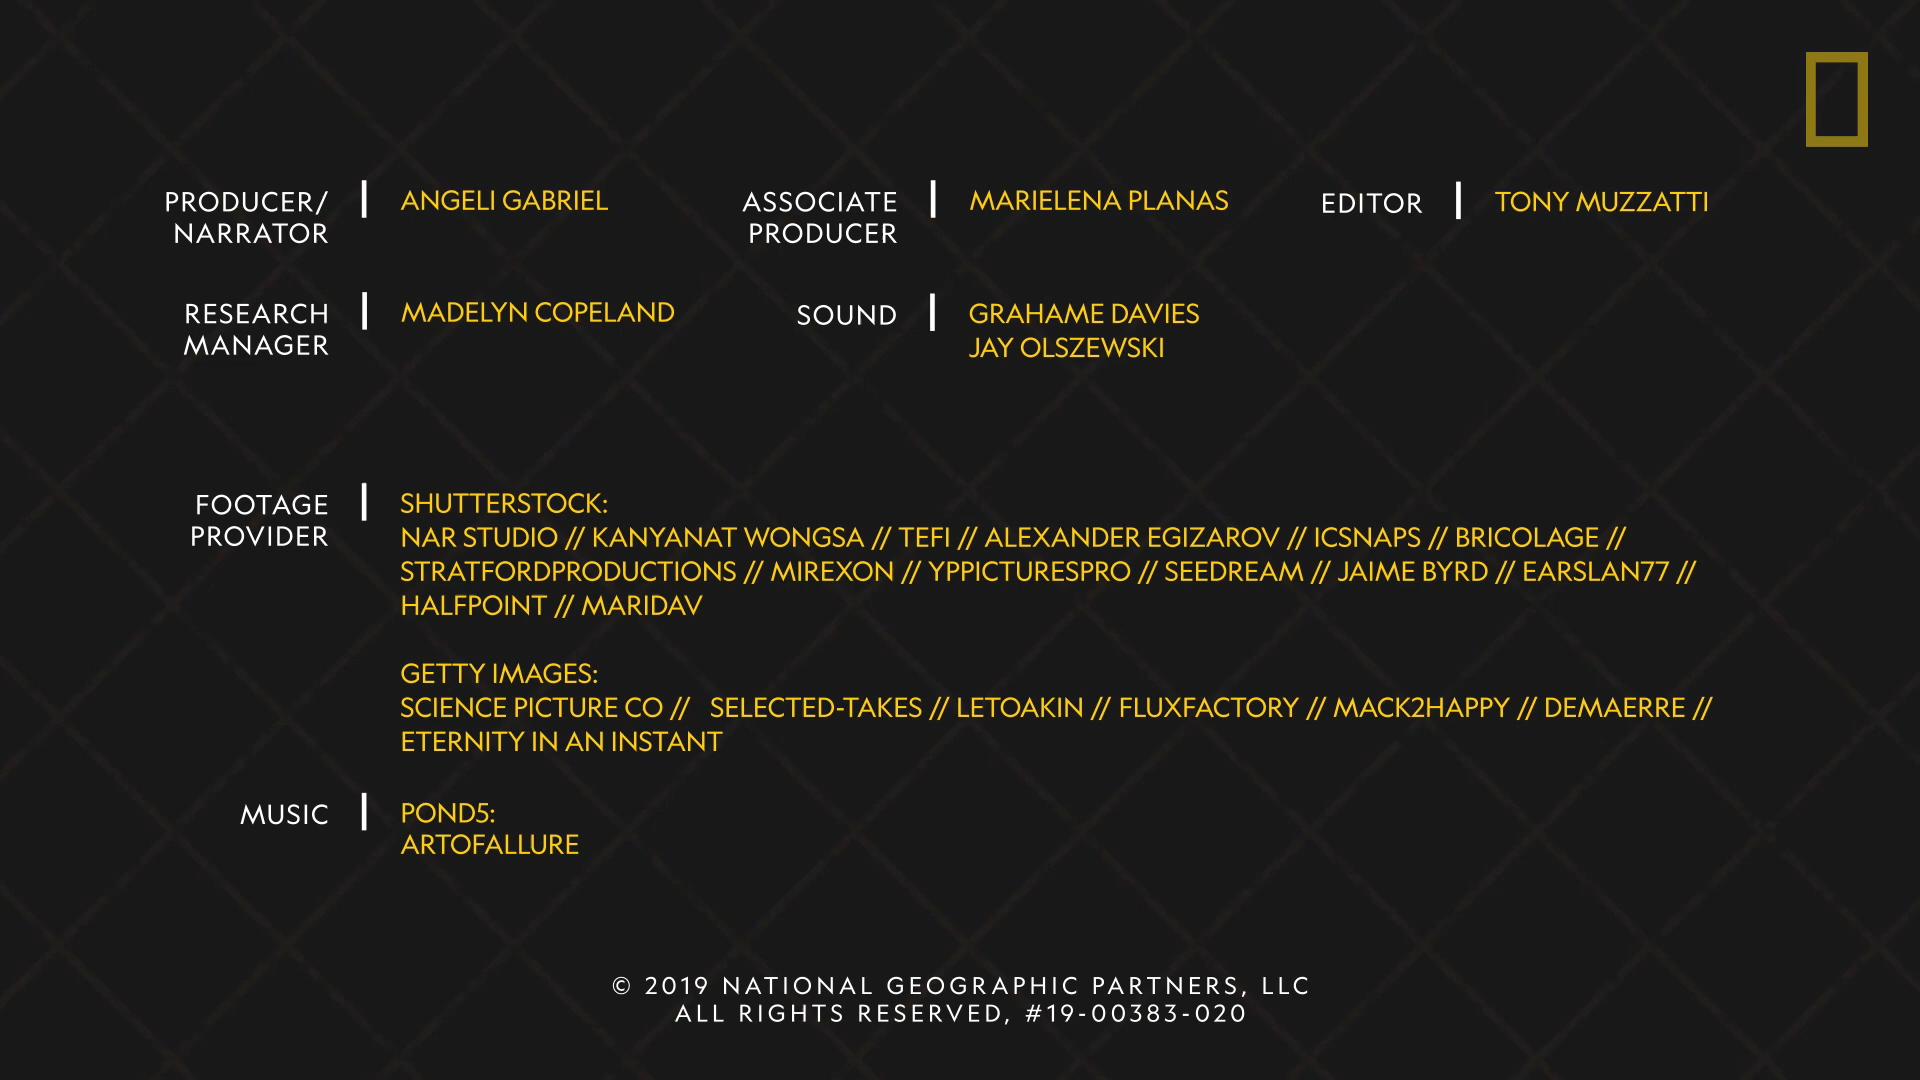 PRODUCER/ NARRATOR | ANGELI GABRIEL
ASSOCIATE PRODUCER | MARIELENA PLANAS
EDITOR | TONY MUZZATTI
RESEARCH MANAGER | MADELYN COPELAND
SOUND | GRAHAME DAVIES
JAY OLSZEWSKI
FOOTAGE PROVIDER | SHUTTERSTOCK:
NAR STUDIO // KANYANAT WONGSA // TEFI // ALEXANDER EGIZAROV // ICSNAPS // BRICOLAGE //
STRATFORDPRODUCTIONS // MIREXON // YPPICTURESPRO // SEEDREAM // JAIME BYRD // EARSLAN77 //
HALFPOINT // MARIDAV
GETTY IMAGES:
SCIENCE PICTURE CO // SELECTED-TAKES // LETOAKIN // FLUXFACTORY // MACK2HAPPY // DEMAERRE //
ETERNITY IN AN INSTANT
MUSIC | POND5:
ARTOFALLURE
© 2019 NATIONAL GEOGRAPHIC PARTNERS, LLC
ALL RIGHTS RESERVED, #19-00383-020